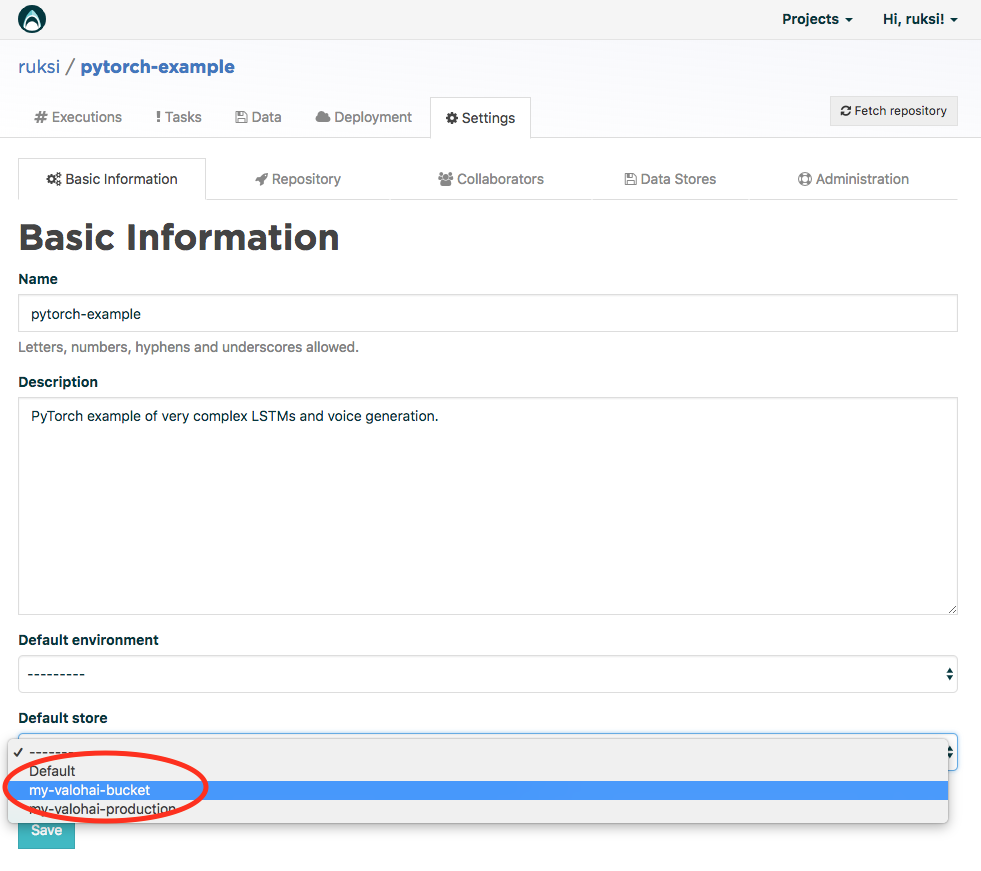 Projects Hi, ruksi!
ruksi / pytorch-example
# Executions ! Tasks Data Deployment Settings Fetch repository
Basic Information Repository Collaborators Data Stores Administration
Basic Information
Name
pytorch-example
Letters, numbers, hyphens and underscores allowed.
Description
PyTorch example of very complex LSTMs and voice generation.
Default environment
---------
Default store
✓ ---------
Default
my-valohai-bucket
my-valohai-production
Save